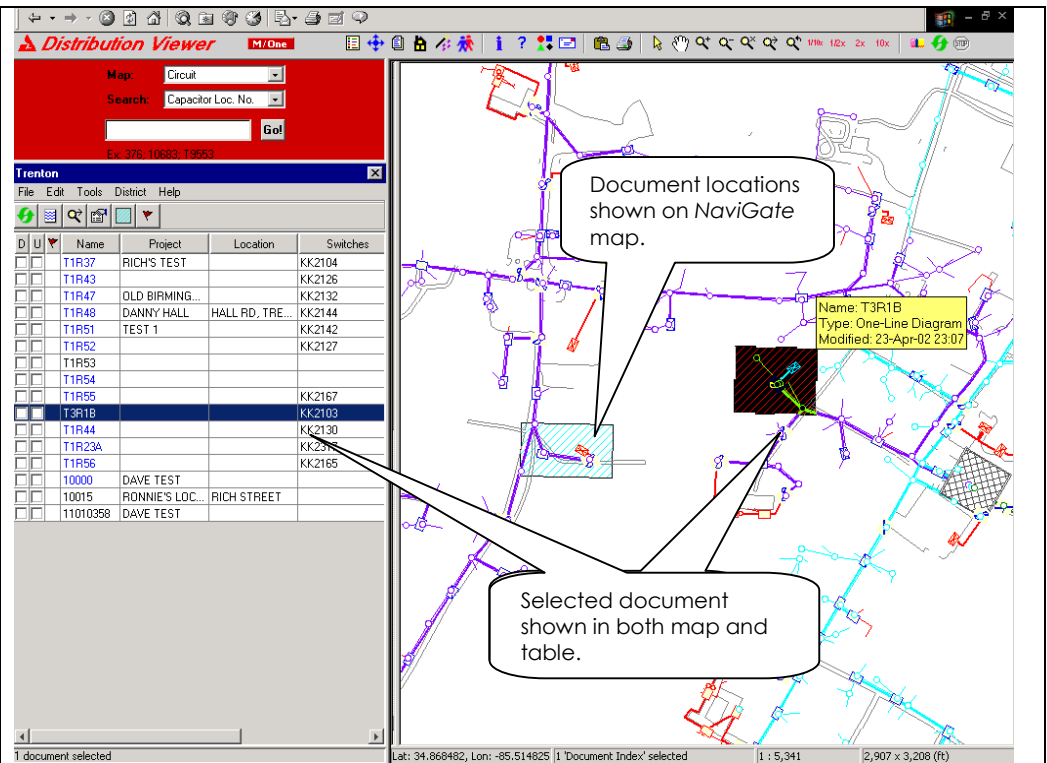 Distribution Viewer M/One
1/10x 1/2x 2x 10x
STOP
Map: Circuit
Search: Capacitor Loc. No.
Go!
Ex: 376, 10683, T9553
Trenton
File Edit Tools District Help
D U Name Project Location Switches
T1R37 RICH'S TEST KK2104
T1R43 KK2126
T1R47 OLD BIRMING... KK2132
T1R48 DANNY HALL HALL RD, TRE... KK2144
T1R51 TEST 1 KK2142
T1R52 KK2127
T1R53
T1R54
T1R55 KK2167
T3R1B KK2103
T1R44 KK2130
T1R23A
T1R56 KK2165
10000 DAVE TEST
10015 RONNIE'S LOC... RICH STREET
11010358 DAVE TEST
Document locations
shown on NaviGate
map.
Name: T3R1B
Type: One-Line Diagram
Modified: 23-Apr-02 23:07
Selected document
shown in both map and
table.
1 document selected
Lat: 34.868482, Lon: -85.514825 1 'Document Index' selected 1 : 5,341 2,907 x 3,208 (ft)